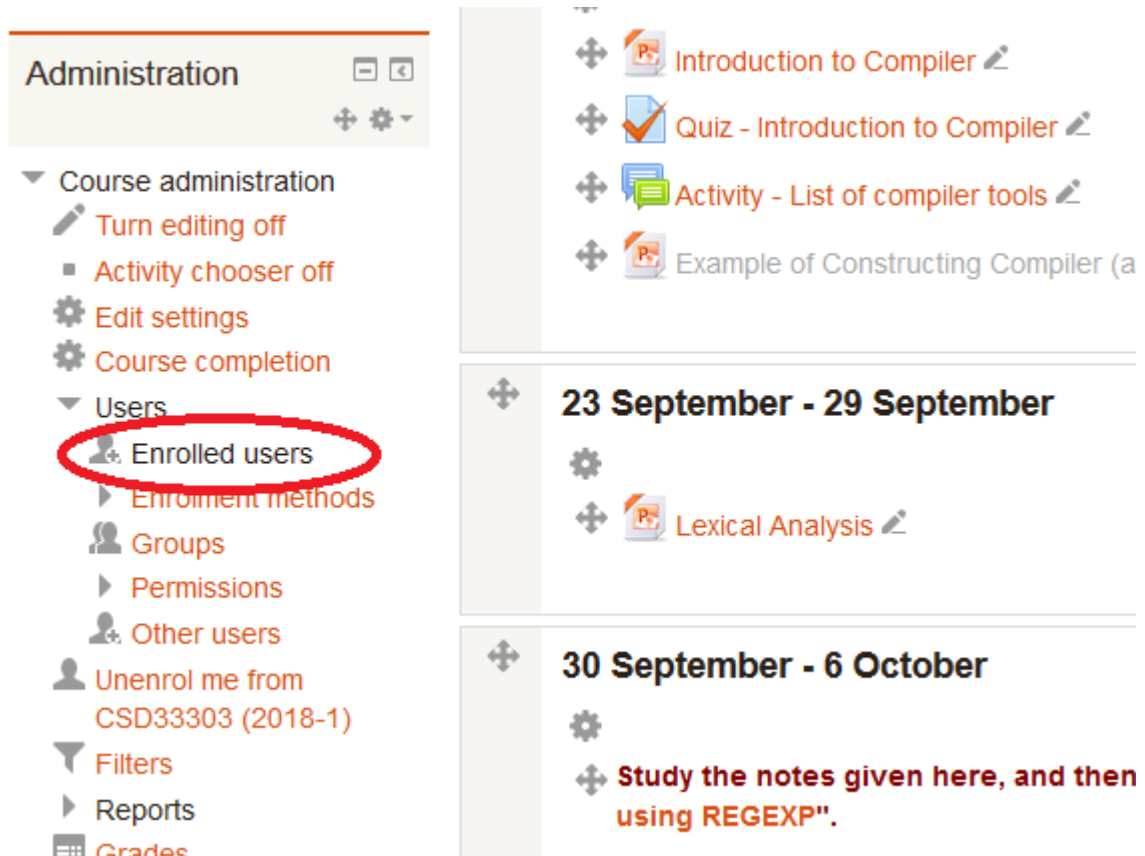 Administration
Course administration
Turn editing off
Activity chooser off
Edit settings
Course completion
Users
Enrolled users
Enrolment methods
Groups
Permissions
Other users
Unenrol me from
CSD33303 (2018-1)
Filters
Reports
Grades
Introduction to Compiler
Quiz - Introduction to Compiler
Activity - List of compiler tools
Example of Constructing Compiler (a
23 September - 29 September
Lexical Analysis
30 September - 6 October
Study the notes given here, and then
using REGEXP".